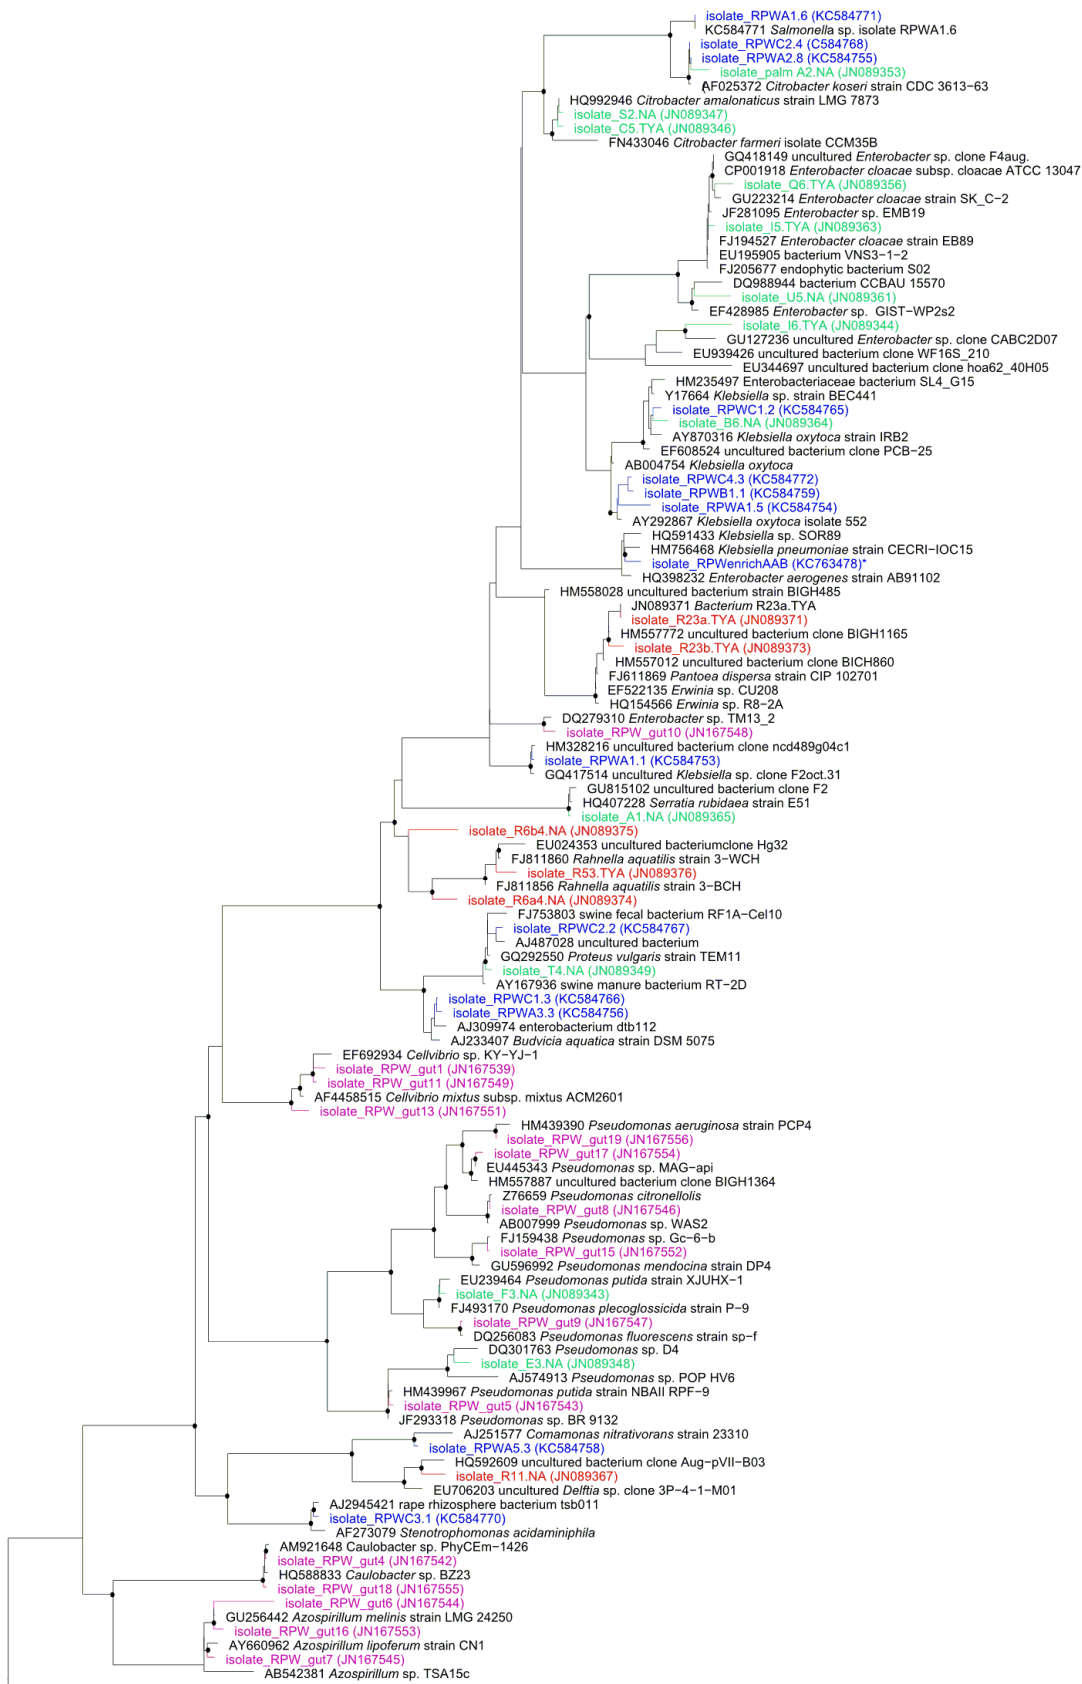 isolate_RPWA1.6 (KC584771)
KC584771 Salmonella sp. isolate RPWA1.6
isolate_RPWC2.4 (C584768)
isolate_RPWA2.8 (KC584755)
isolate_palm A2.NA (JN089353)
AF025372 Citrobacter koseri strain CDC 3613−63
HQ992946 Citrobacter amalonaticus strain LMG 7873
isolate_S2.NA (JN089347)
isolate_C5.TYA (JN089346)
FN433046 Citrobacter farmeri isolate CCM35B
GQ418149 uncultured Enterobacter sp. clone F4aug.
CP001918 Enterobacter cloacae subsp. cloacae ATCC 13047
isolate_Q6.TYA (JN089356)
GU223214 Enterobacter cloacae strain SK_C−2
JF281095 Enterobacter sp. EMB19
isolate_I5.TYA (JN089363)
FJ194527 Enterobacter cloacae strain EB89
EU195905 bacterium VNS3−1−2
FJ205677 endophytic bacterium S02
DQ988944 bacterium CCBAU 15570
isolate_U5.NA (JN089361)
EF428985 Enterobacter sp. GIST−WP2s2
isolate_I6.TYA (JN089344)
GU127236 uncultured Enterobacter sp. clone CABC2D07
EU939426 uncultured bacterium clone WF16S_210
EU344697 uncultured bacterium clone hoa62_40H05
HM235497 Enterobacteriaceae bacterium SL4_G15
Y17664 Klebsiella sp. strain BEC441
isolate_RPWC1.2 (KC584765)
isolate_B6.NA (JN089364)
AY870316 Klebsiella oxytoca strain IRB2
EF608524 uncultured bacterium clone PCB−25
AB004754 Klebsiella oxytoca
isolate_RPWC4.3 (KC584772)
isolate_RPWB1.1 (KC584759)
isolate_RPWA1.5 (KC584754)
AY292867 Klebsiella oxytoca isolate 552
HQ591433 Klebsiella sp. SOR89
HM756468 Klebsiella pneumoniae strain CECRI−IOC15
isolate_RPWenrichAAB (KC763478)*
HQ398232 Enterobacter aerogenes strain AB91102
HM558028 uncultured bacterium strain BIGH485
JN089371 Bacterium R23a.TYA
isolate_R23a.TYA (JN089371)
HM557772 uncultured bacterium clone BIGH1165
isolate_R23b.TYA (JN089373)
HM557012 uncultured bacterium clone BICH860
FJ611869 Pantoea dispersa strain CIP 102701
EF522135 Erwinia sp. CU208
HQ154566 Erwinia sp. R8−2A
DQ279310 Enterobacter sp. TM13_2
isolate_RPW_gut10 (JN167548)
HM328216 uncultured bacterium clone ncd489g04c1
isolate_RPWA1.1 (KC584753)
GQ417514 uncultured Klebsiella sp. clone F2oct.31
GU815102 uncultured bacterium clone F2
HQ407228 Serratia rubidaea strain E51
isolate_A1.NA (JN089365)
isolate_R6b4.NA (JN089375)
EU024353 uncultured bacteriumclone Hg32
FJ811860 Rahnella aquatilis strain 3−WCH
isolate_R53.TYA (JN089376)
FJ811856 Rahnella aquatilis strain 3−BCH
isolate_R6a4.NA (JN089374)
FJ753803 swine fecal bacterium RF1A−Cel10
isolate_RPWC2.2 (KC584767)
AJ487028 uncultured bacterium
GQ292550 Proteus vulgaris strain TEM11
isolate_T4.NA (JN089349)
AY167936 swine manure bacterium RT−2D
isolate_RPWC1.3 (KC584766)
isolate_RPWA3.3 (KC584756)
AJ309974 enterobacterium dtb112
AJ233407 Budvicia aquatica strain DSM 5075
EF692934 Cellvibrio sp. KY−YJ−1
isolate_RPW_gut1 (JN167539)
isolate_RPW_gut11 (JN167549)
AF4458515 Cellvibrio mixtus subsp. mixtus ACM2601
isolate_RPW_gut13 (JN167551)
HM439390 Pseudomonas aeruginosa strain PCP4
isolate_RPW_gut19 (JN167556)
isolate_RPW_gut17 (JN167554)
EU445343 Pseudomonas sp. MAG−api
HM557887 uncultured bacterium clone BIGH1364
Z76659 Pseudomonas citronellolis
isolate_RPW_gut8 (JN167546)
AB007999 Pseudomonas sp. WAS2
FJ159438 Pseudomonas sp. Gc−6−b
isolate_RPW_gut15 (JN167552)
GU596992 Pseudomonas mendocina strain DP4
EU239464 Pseudomonas putida strain XJUHX−1
isolate_F3.NA (JN089343)
FJ493170 Pseudomonas plecoglossicida strain P−9
isolate_RPW_gut9 (JN167547)
DQ256083 Pseudomonas fluorescens strain sp−f
DQ301763 Pseudomonas sp. D4
isolate_E3.NA (JN089348)
AJ574913 Pseudomonas sp. POP HV6
HM439967 Pseudomonas putida strain NBAII RPF−9
isolate_RPW_gut5 (JN167543)
JF293318 Pseudomonas sp. BR 9132
AJ251577 Comamonas nitrativorans strain 23310
isolate_RPWA5.3 (KC584758)
HQ592609 uncultured bacterium clone Aug−pVII−B03
isolate_R11.NA (JN089367)
EU706203 uncultured Delftia sp. clone 3P−4−1−M01
AJ2945421 rape rhizosphere bacterium tsb011
isolate_RPWC3.1 (KC584770)
AF273079 Stenotrophomonas acidaminiphila
AM921648 Caulobacter sp. PhyCEm−1426
isolate_RPW_gut4 (JN167542)
HQ588833 Caulobacter sp. BZ23
isolate_RPW_gut18 (JN167555)
isolate_RPW_gut6 (JN167544)
GU256442 Azospirillum melinis strain LMG 24250
isolate_RPW_gut16 (JN167553)
AY660962 Azospirillum lipoferum strain CN1
isolate_RPW_gut7 (JN167545)
AB542381 Azospirillum sp. TSA15c